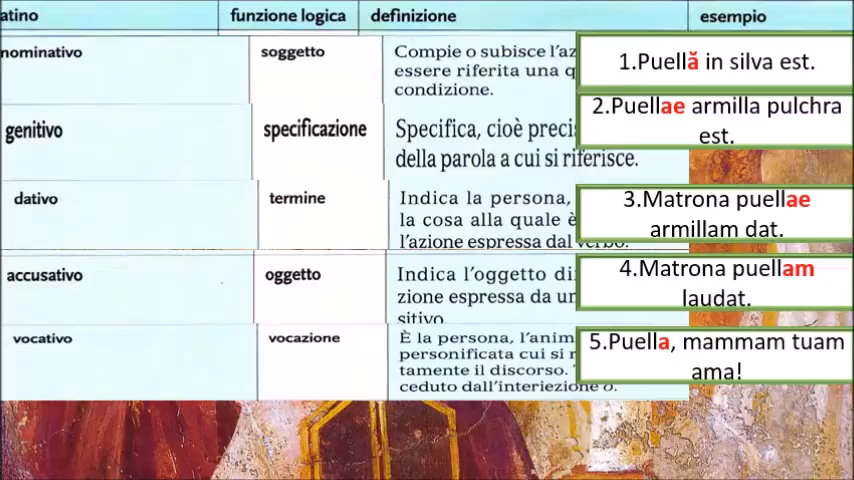 atino funzione logica definizione esempio
nominativo soggetto Compie o subisce l'az
essere riferita una q
condizione.
1.Puellă in silva est.
genitivo specificazione Specifica, cioè precis
della parola a cui si riferisce.
2.Puellae armilla pulchra
est.
dativo termine Indica la persona,
la cosa alla quale è
l'azione espressa dal verbo.
3.Matrona puellae
armillam dat.
accusativo oggetto Indica l'oggetto di
zione espressa da un
sitivo
4.Matrona puellam
laudat.
vocativo vocazione È la persona, l'anim
personificata cui si r
tamente il discorso.
ceduto dall'interiezione o.
5.Puella, mammam tuam
ama!